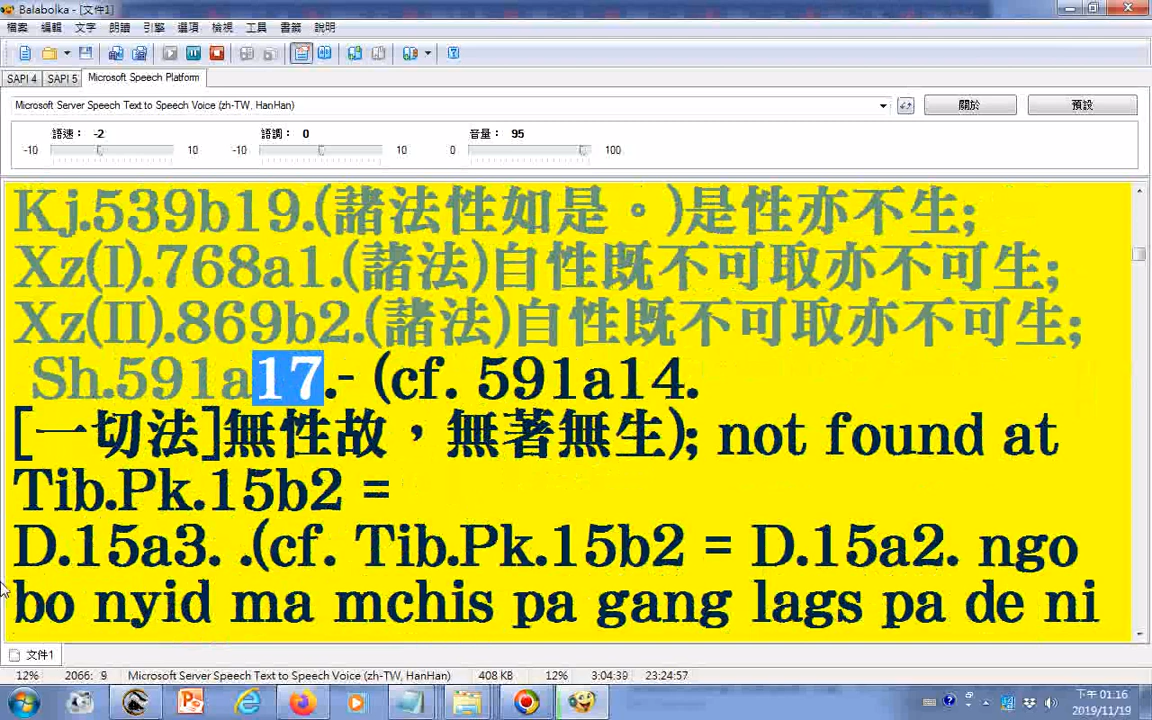 Balabolka - [文件1]
檔案 編輯 文字 朗讀 引擎 選項 檢視 工具 書籤 說明
SAPI 4 SAPI 5 Microsoft Speech Platform
Microsoft Server Speech Text to Speech Voice (zh-TW, HanHan) 關於 預設
語速： -2 語調： 0 音量： 95
-10 10 -10 10 0 100
Kj.539b19.(諸法性如是。)是性亦不生;
Xz(I).768a1.(諸法)自性既不可取亦不可生;
Xz(II).869b2.(諸法)自性既不可取亦不可生;
Sh.591a17.- (cf. 591a14.
[一切法]無性故，無著無生); not found at
Tib.Pk.15b2 =
D.15a3. .(cf. Tib.Pk.15b2 = D.15a2. ngo
bo nyid ma mchis pa gang lags pa de ni
文件1
12% 2066: 9 Microsoft Server Speech Text to Speech Voice (zh-TW, HanHan) 408 KB 12% 3:04:39 23:24:57
下午 01:16
2019/11/19